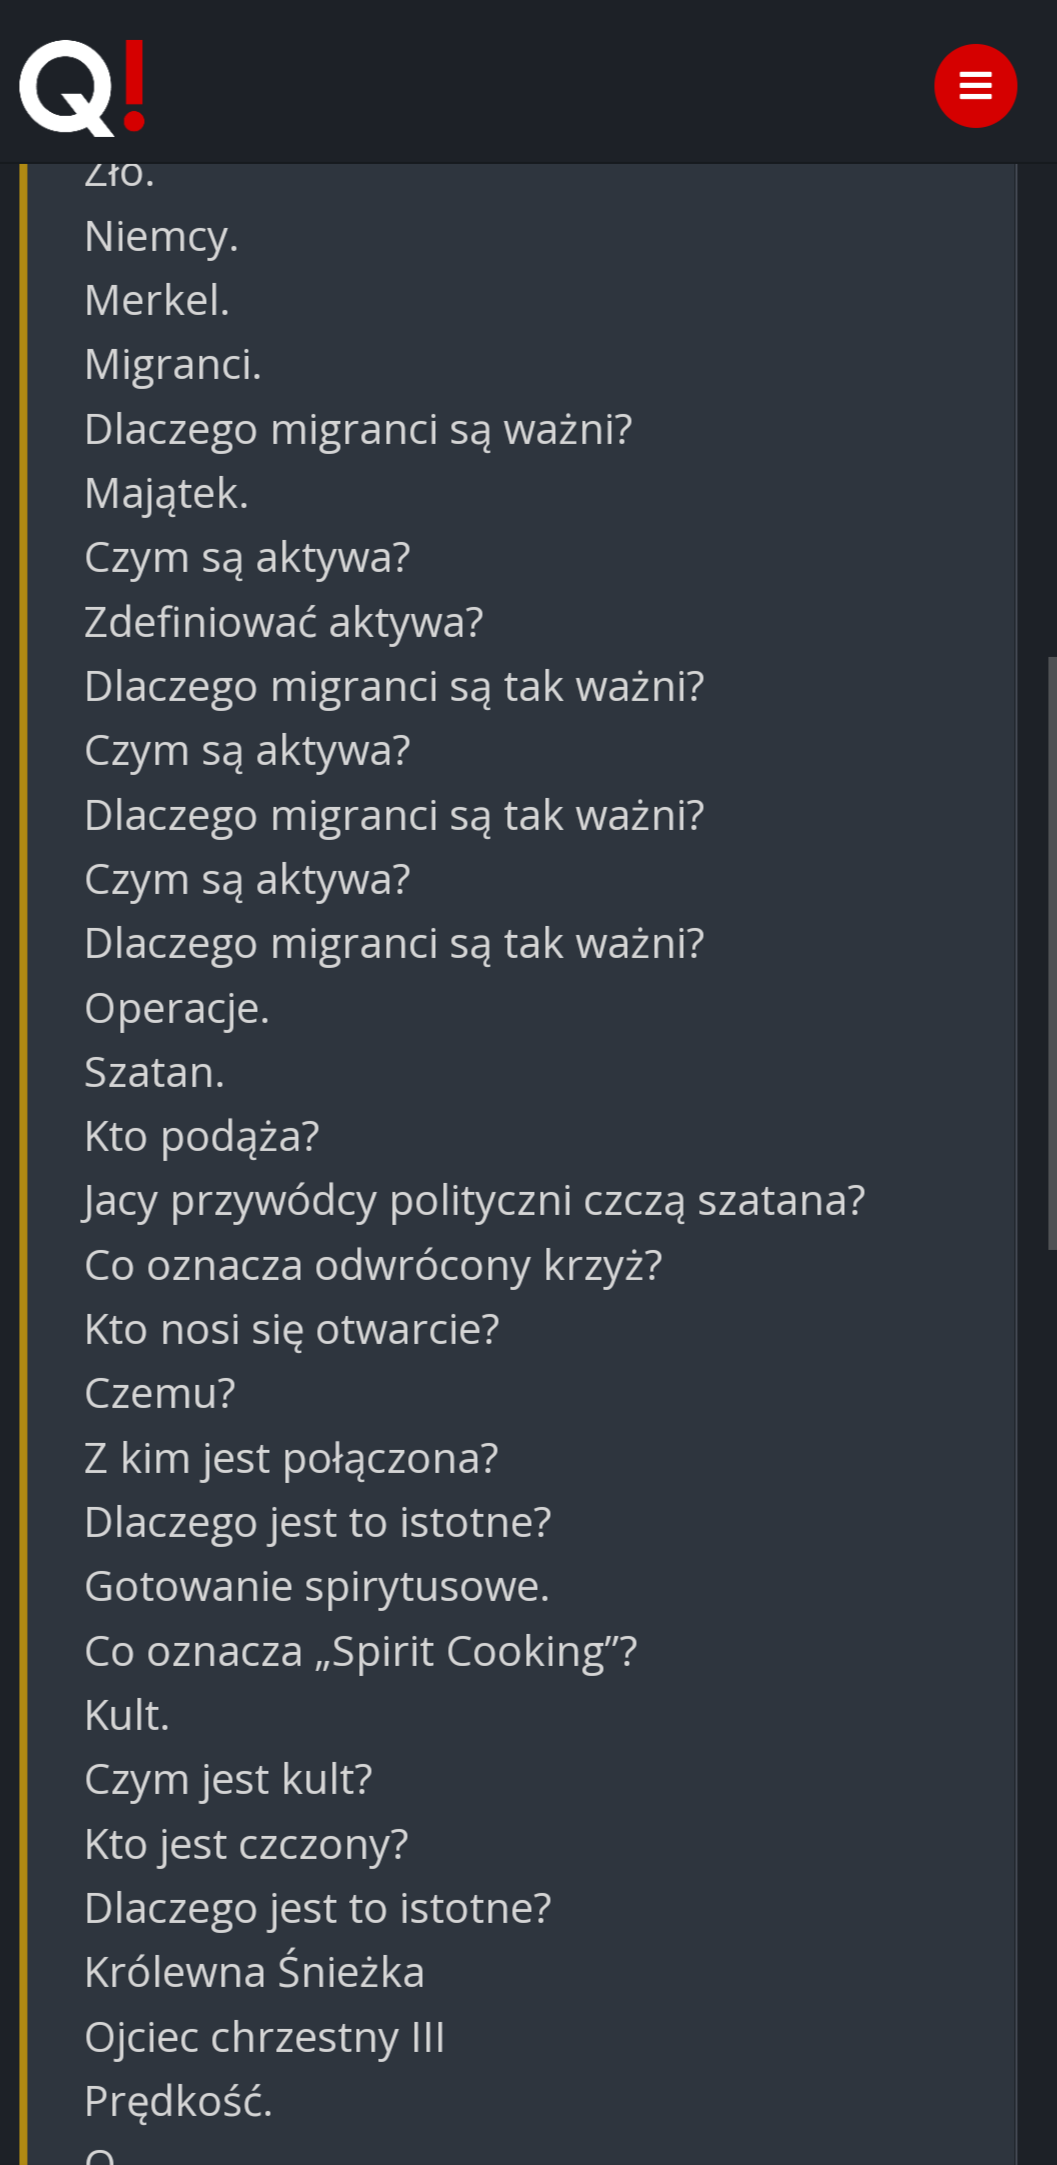 Q!
Zło.
Niemcy.
Merkel.
Migranci.
Dlaczego migranci są ważni?
Majątek.
Czym są aktywa?
Zdefiniować aktywa?
Dlaczego migranci są tak ważni?
Czym są aktywa?
Dlaczego migranci są tak ważni?
Czym są aktywa?
Dlaczego migranci są tak ważni?
Operacje.
Szatan.
Kto podąża?
Jacy przywódcy polityczni czczą szatana?
Co oznacza odwrócony krzyż?
Kto nosi się otwarcie?
Czemu?
Z kim jest połączona?
Dlaczego jest to istotne?
Gotowanie spirytusowe.
Co oznacza „Spirit Cooking”?
Kult.
Czym jest kult?
Kto jest czczony?
Dlaczego jest to istotne?
Królewna Śnieżka
Ojciec chrzestny III
Prędkość.